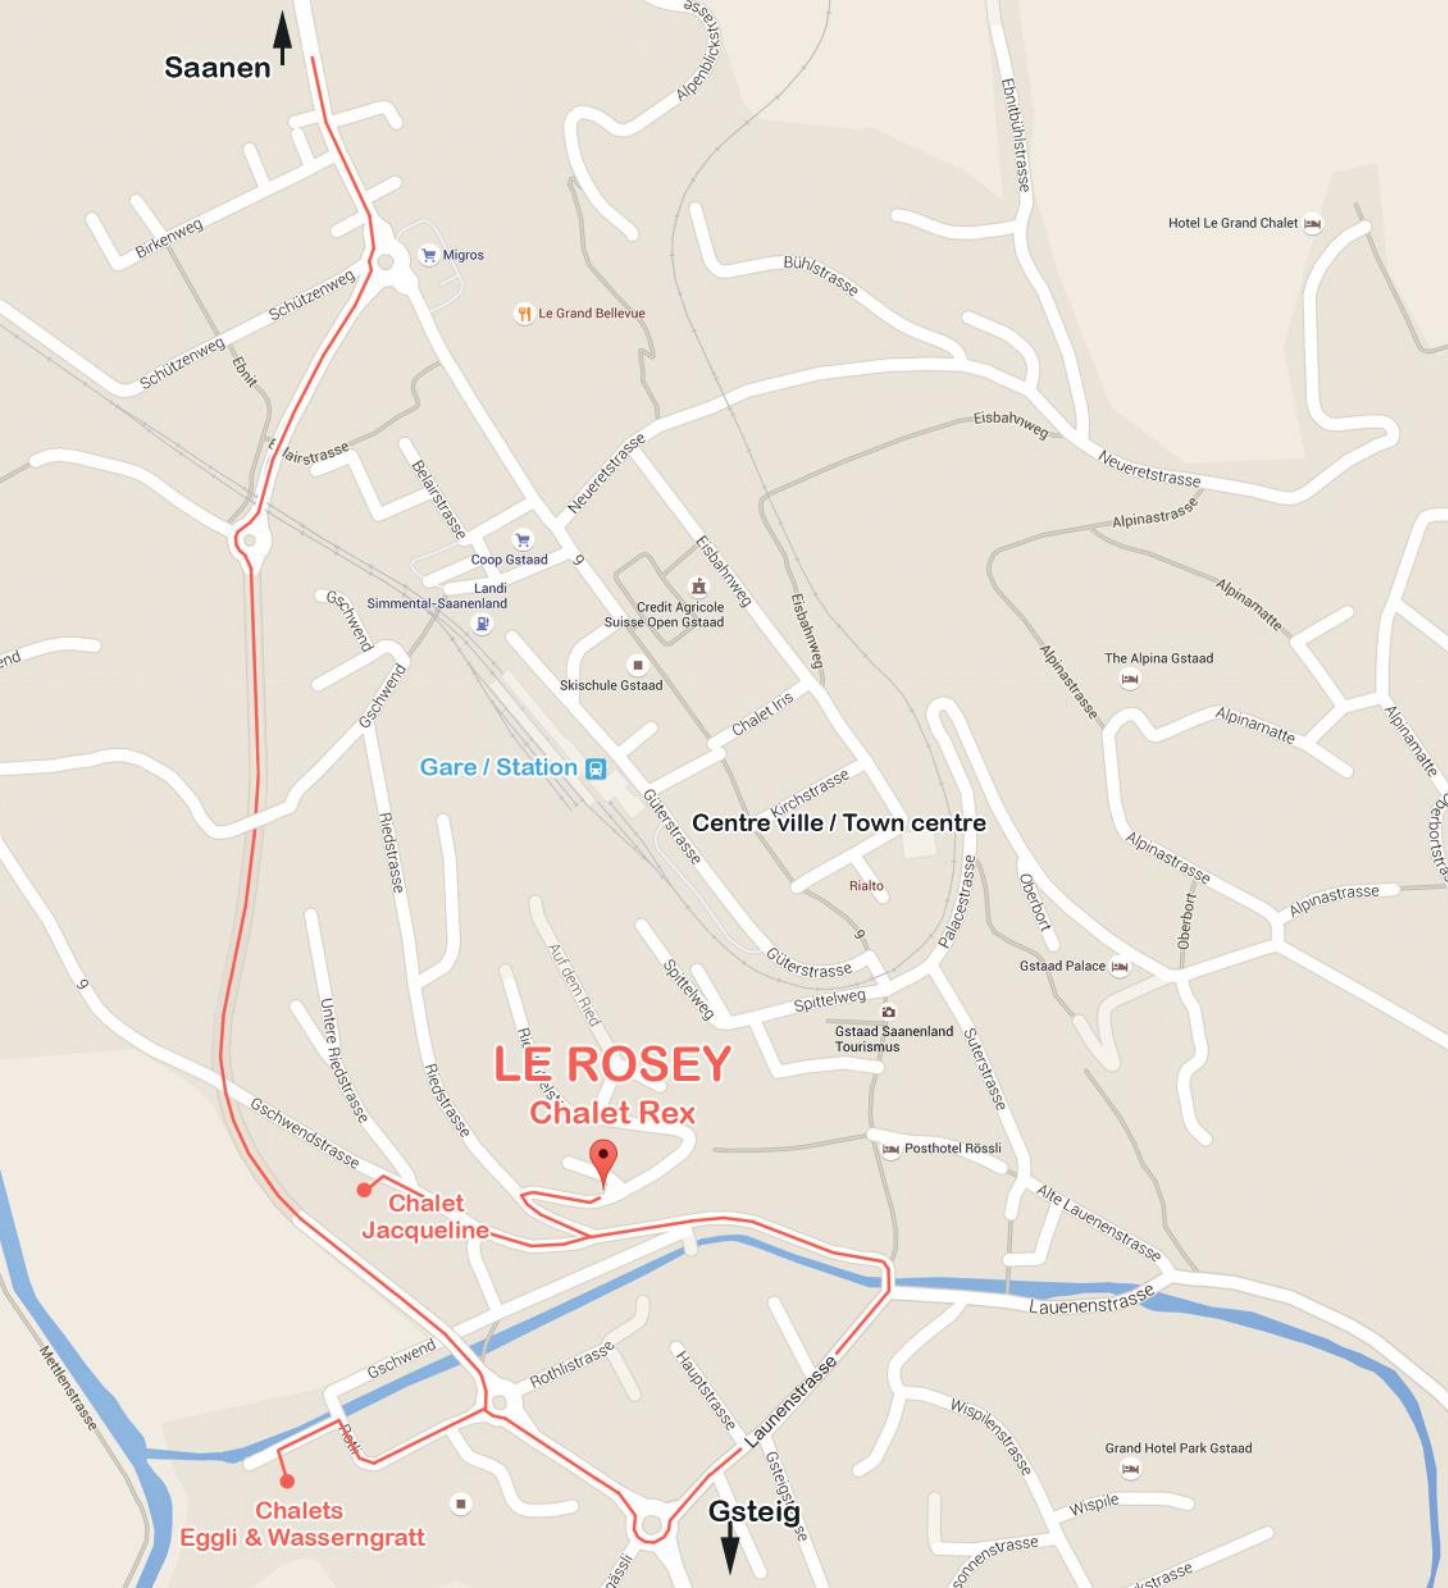 Alpenblickstrasse
Saanen
Ebnitbühlstrasse
Hotel Le Grand Chalet
Birkenweg
Migros
Bühlstrasse
Schützenweg
Le Grand Bellevue
Schützenweg
Ebnit
Eisbahnweg
Neueretstrasse
Neueretstrasse
Belairstrasse
Alpinastrasse
Coop Gstaad
9
Eisbahnweg
Landi
Simmental-Saanenland
Credit Agricole
Suisse Open Gstaad
Eisbahnweg
Alpinamatte
Gschwend
Alpinastrasse
The Alpina Gstaad
Skischule Gstaad
Gschwend
Chalet Iris
Alpinamatte
Alpinamatte
Gare / Station
Kirchstrasse
Güterstrasse
Centre ville / Town centre
Riedstrasse
Alpinastrasse
Rialto
Oberbort
Alpinastrasse
Palacestrasse
Oberbort
9
Güterstrasse
Gstaad Palace
Auf dem Ried
Spittelweg
Spittelweg
9
Gstaad Saanenland
Tourismus
Untere Riedstrasse
Suterstrasse
LE ROSEY
Chalet Rex
Riedstrasse
Gschwendstrasse
Posthotel Rössli
Chalet
Jacqueline
Alte Lauenenstrasse
Lauenenstrasse
Gschwend
Rothlistrasse
Mettlenstrasse
Hauptstrasse
Launenstrasse
Wispilenstrasse
Grand Hotel Park Gstaad
Wispile
Chalets
Eggli & Wasserngratt
Gsteig